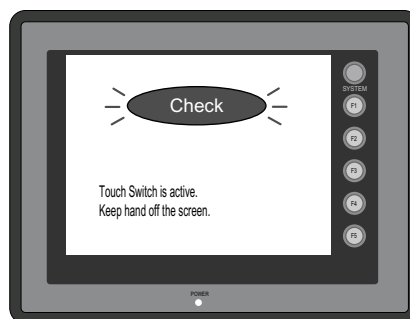 Check
SYSTEM
F1
F2
F3
Touch Switch is active.
Keep hand off the screen.
F4
F5
POWER